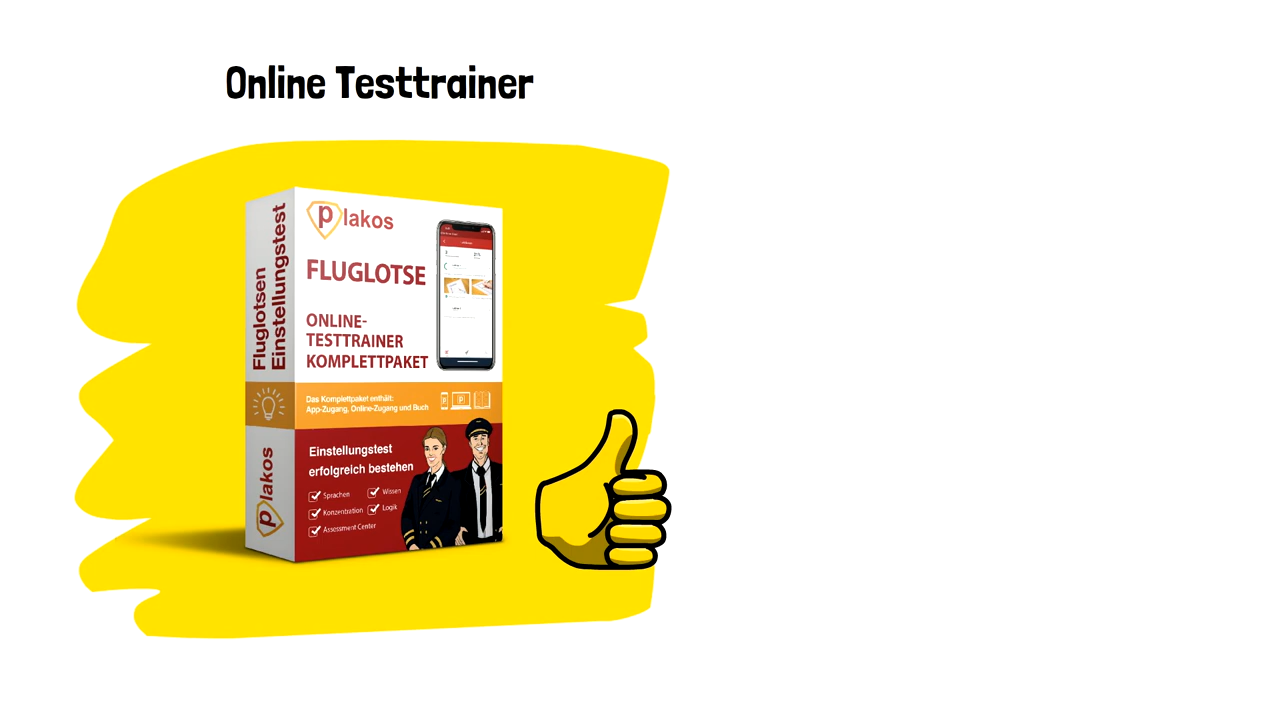 Online Testtrainer
Fluglotsen
Einstellungstest
plakos
plakos
FLUGLOTSE
ONLINE-
TESTTRAINER
KOMPLETTPAKET
Das Komplettpaket enthält:
App-Zugang, Online-Zugang und Buch
Einstellungstest
erfolgreich bestehen
Sprachen
Wissen
Konzentration
Logik
Assessment Center